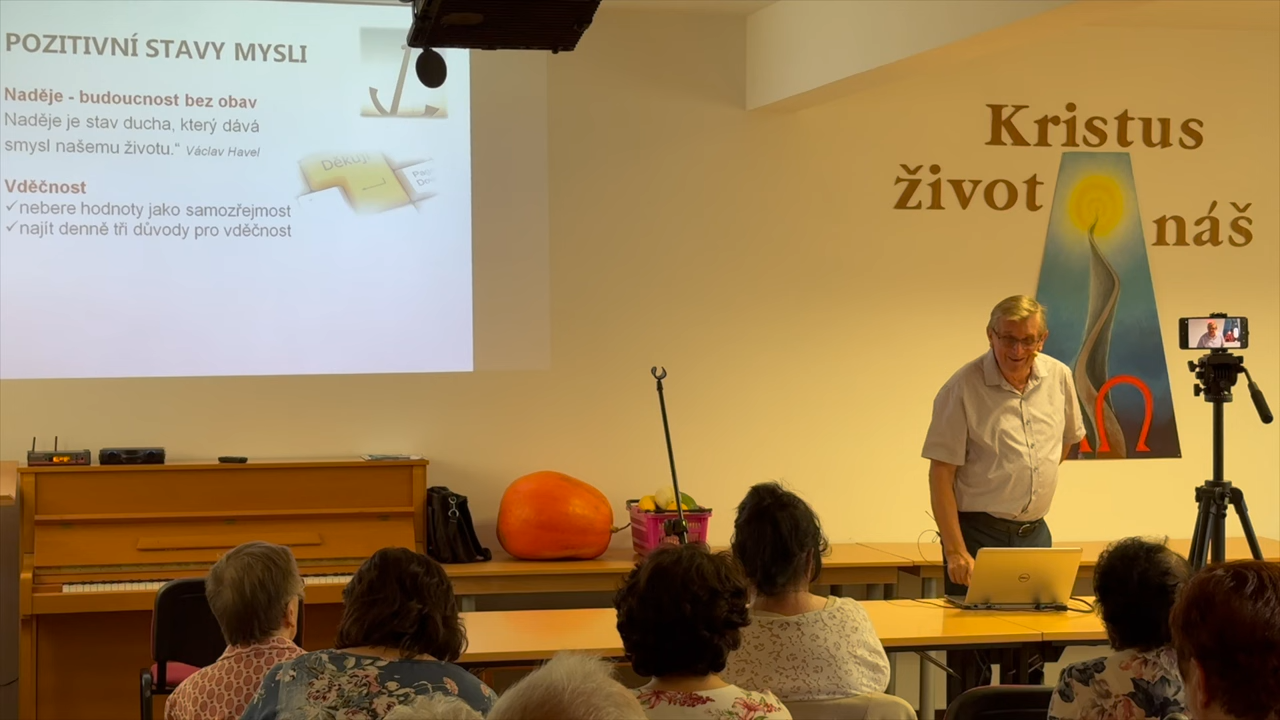 POZITIVNÍ STAVY MYSLI
Naděje - budoucnost bez obav
Naděje je stav ducha, který dává
smysl našemu životu.“ Václav Havel
Děkuji
Vděčnost
✓nebere hodnoty jako samozřejmost
✓najít denně tři důvody pro vděčnost
Kristus
život
náš
DELL